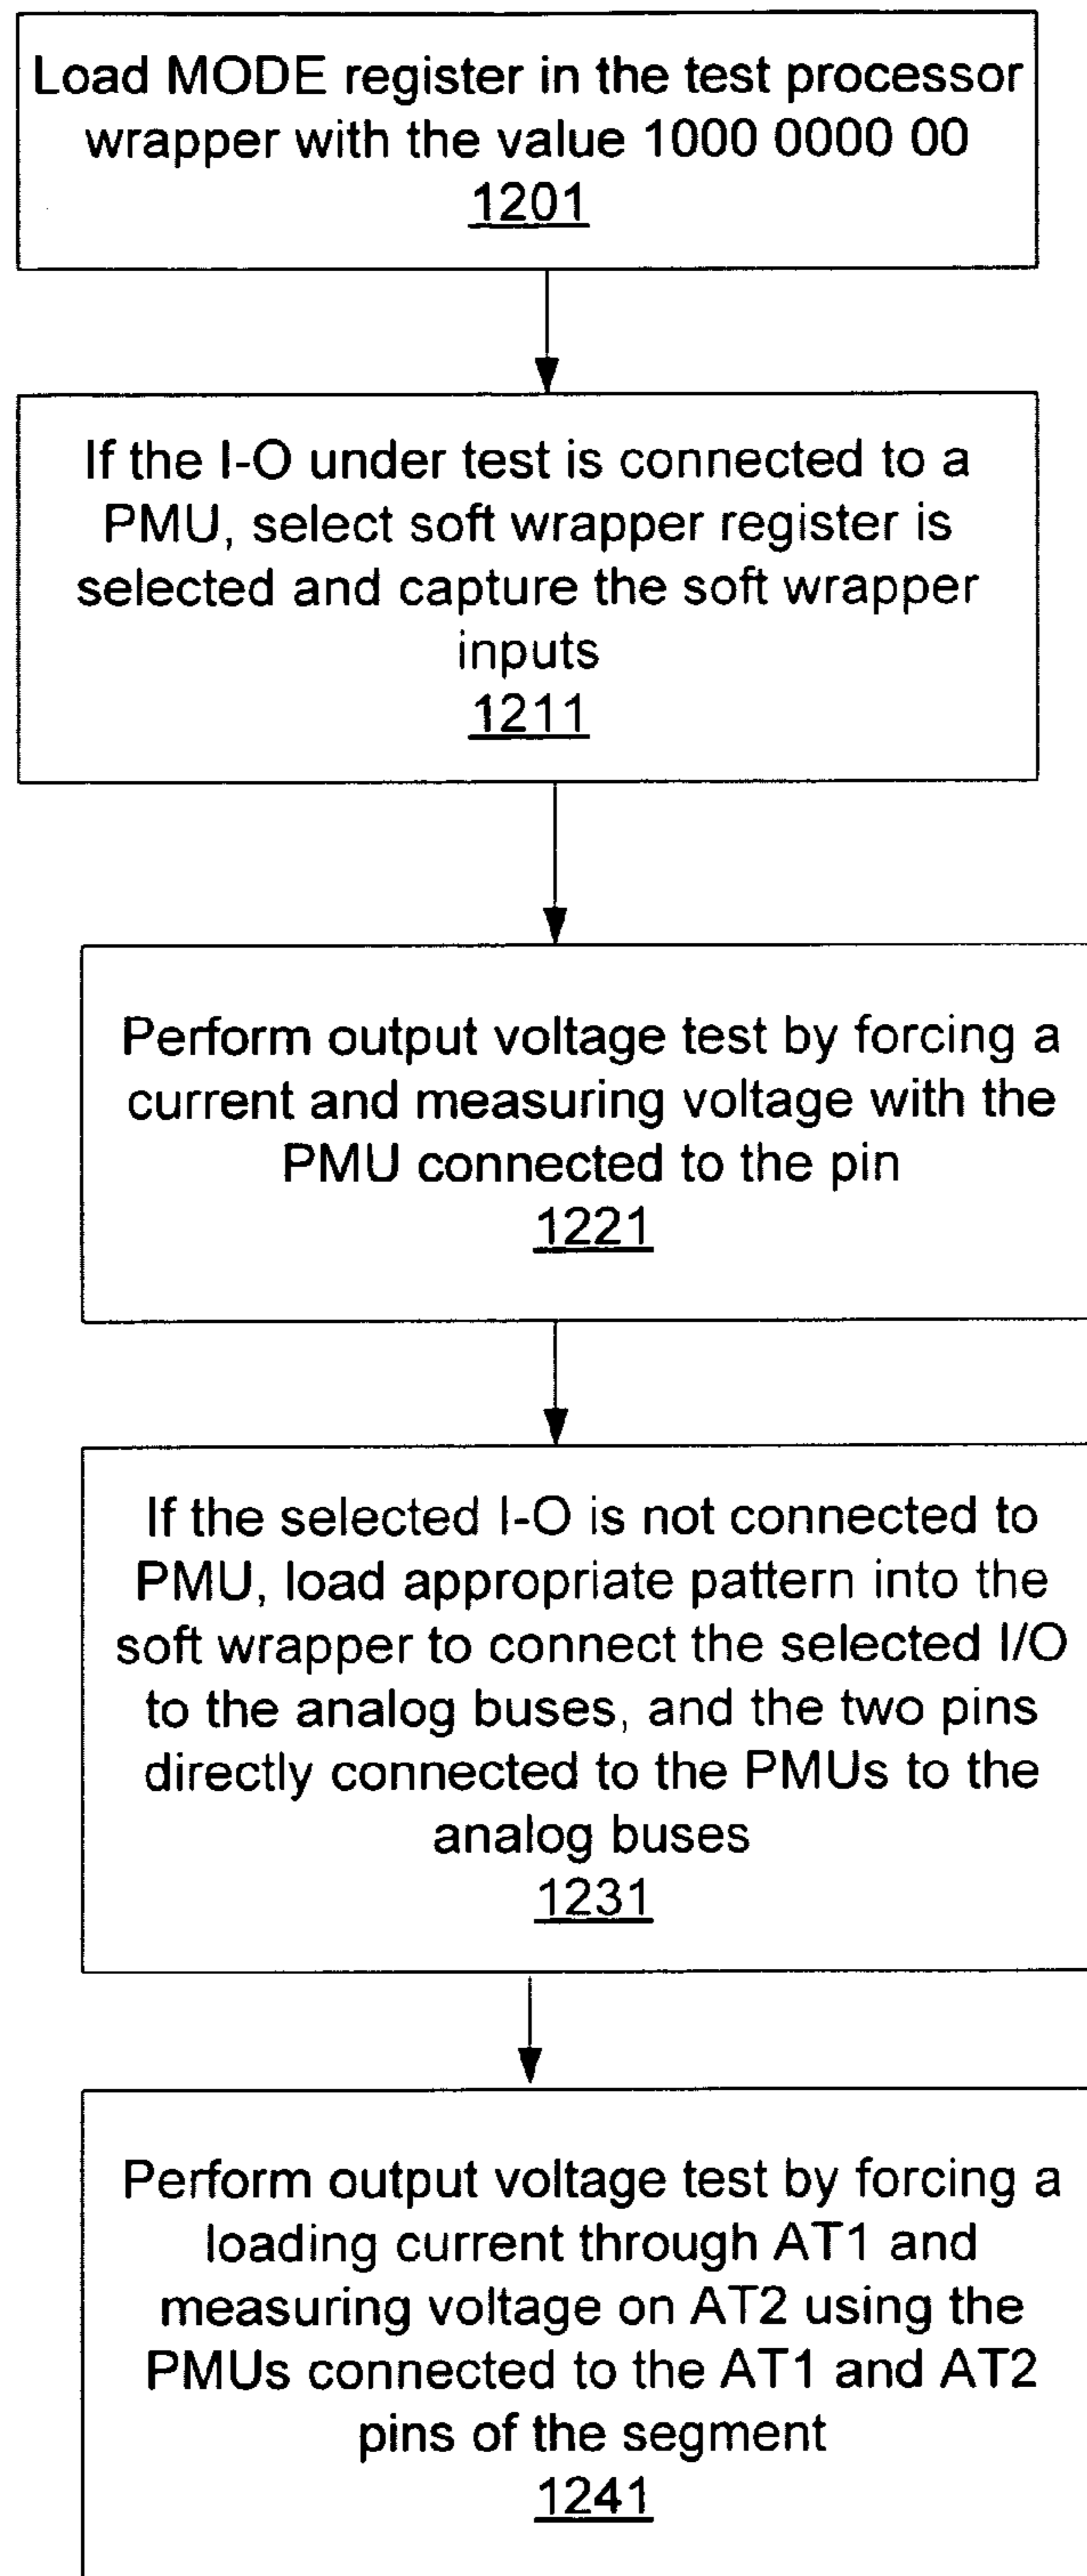 Load MODE register in the test processor
wrapper with the value 1000 0000 00
1201
If the I-O under test is connected to a
PMU, select soft wrapper register is
selected and capture the soft wrapper
inputs
1211
Perform output voltage test by forcing a
current and measuring voltage with the
PMU connected to the pin
1221
If the selected I-O is not connected to
PMU, load appropriate pattern into the
soft wrapper to connect the selected I/O
to the analog buses, and the two pins
directly connected to the PMUs to the
analog buses
1231
Perform output voltage test by forcing a
loading current through AT1 and
measuring voltage on AT2 using the
PMUs connected to the AT1 and AT2
pins of the segment
1241